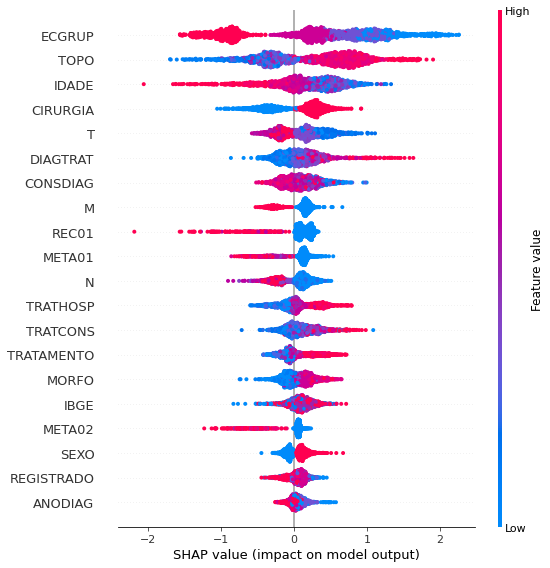 High
ECGRUP
TOPO
IDADE
CIRURGIA
T
DIAGTRAT
CONSDIAG
M
REC01
META01
N
TRATHOSP
TRATCONS
TRATAMENTO
MORFO
IBGE
META02
SEXO
REGISTRADO
ANODIAG
Feature value
Low
−2 −1 0 1 2
SHAP value (impact on model output)